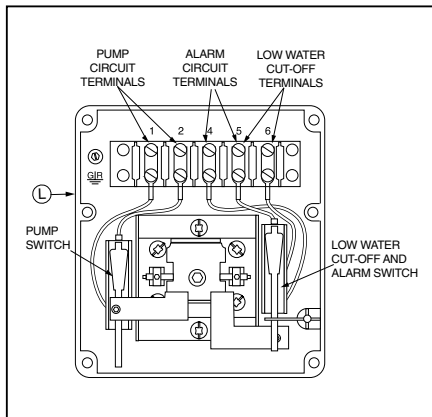 PUMP
CIRCUIT
TERMINALS
ALARM
CIRCUIT
TERMINALS
LOW WATER
CUT-OFF
TERMINALS
1 2 4 5 6
GR
L
PUMP
SWITCH
LOW WATER
CUT-OFF AND
ALARM SWITCH